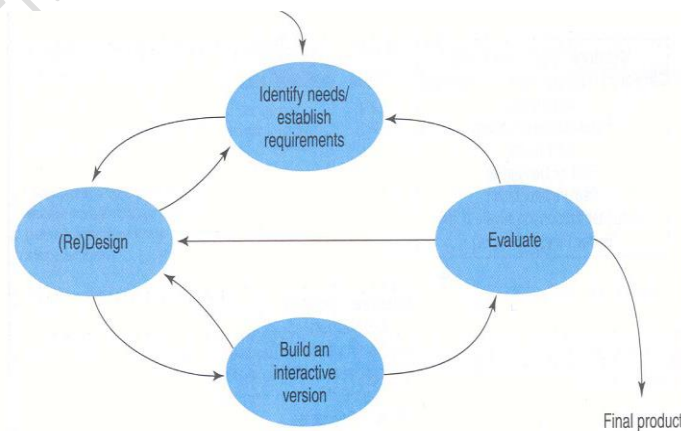 Identify needs/
establish
requirements
(Re)Design
Evaluate
Build an
interactive
version
Final product